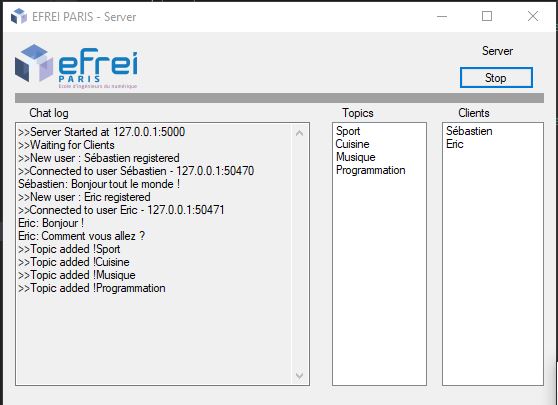 EFREI PARIS - Server
efrei
PARIS
Ecole d'ingénieurs du numérique
Server
Stop
Chat log
>>Server Started at 127.0.0.1:5000
>>Waiting for Clients
>>New user : Sébastien registered
>>Connected to user Sébastien - 127.0.0.1:50470
Sébastien: Bonjour tout le monde !
>>New user : Eric registered
>>Connected to user Eric - 127.0.0.1:50471
Eric: Bonjour !
Eric: Comment vous allez ?
>>Topic added !Sport
>>Topic added !Cuisine
>>Topic added !Musique
>>Topic added !Programmation
Topics
Sport
Cuisine
Musique
Programmation
Clients
Sébastien
Eric